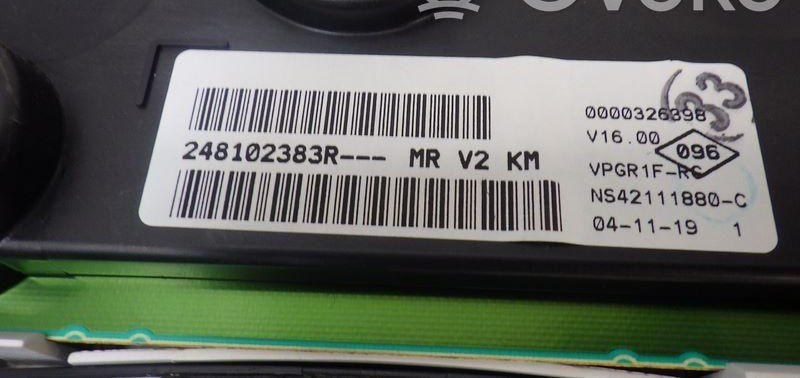 248102383R--- MR V2 KM
0000326398
V16.00
096
VPGR1F-RC
NS42111880-C
04-11-19 1
33